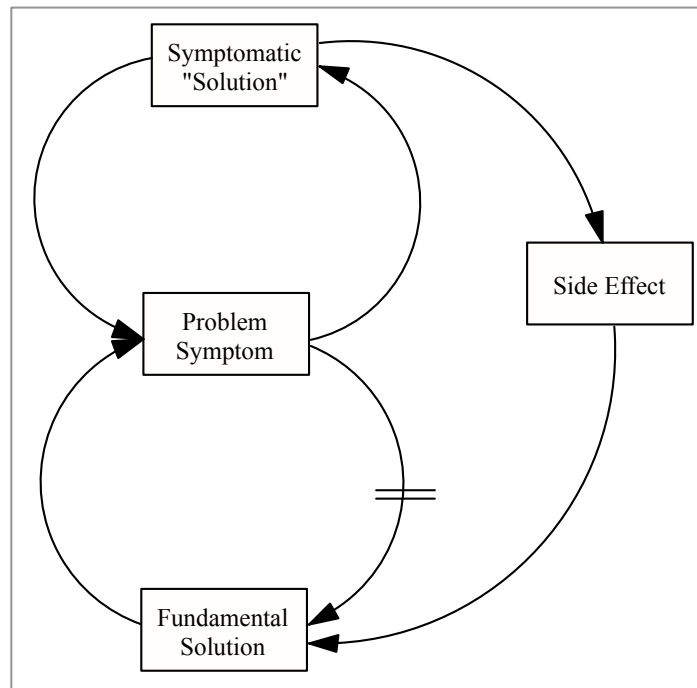 Symptomatic
"Solution"
Side Effect
Problem
Symptom
Fundamental
Solution